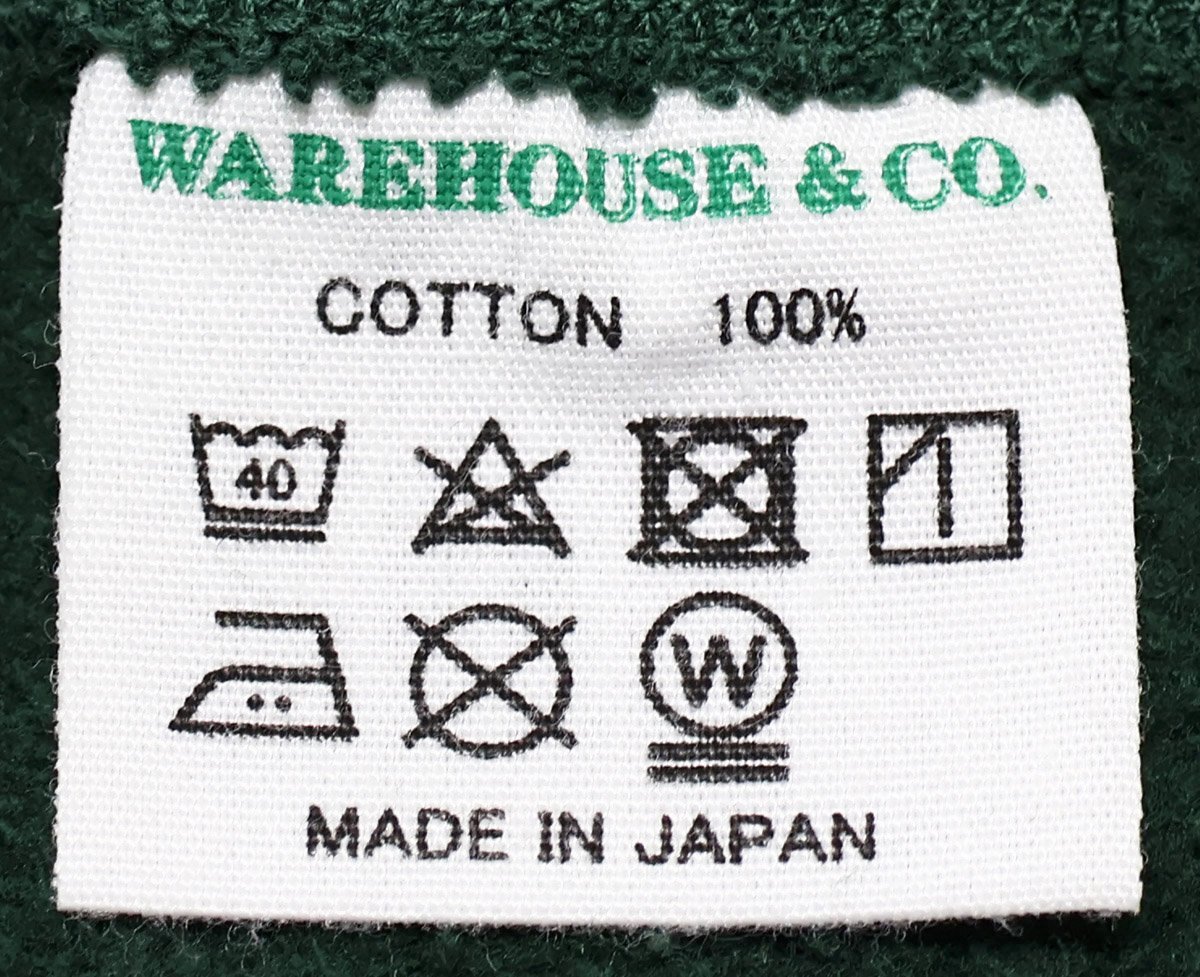 WAREHOUSE & CO.
COTTON 100%
40
W
MADE IN JAPAN